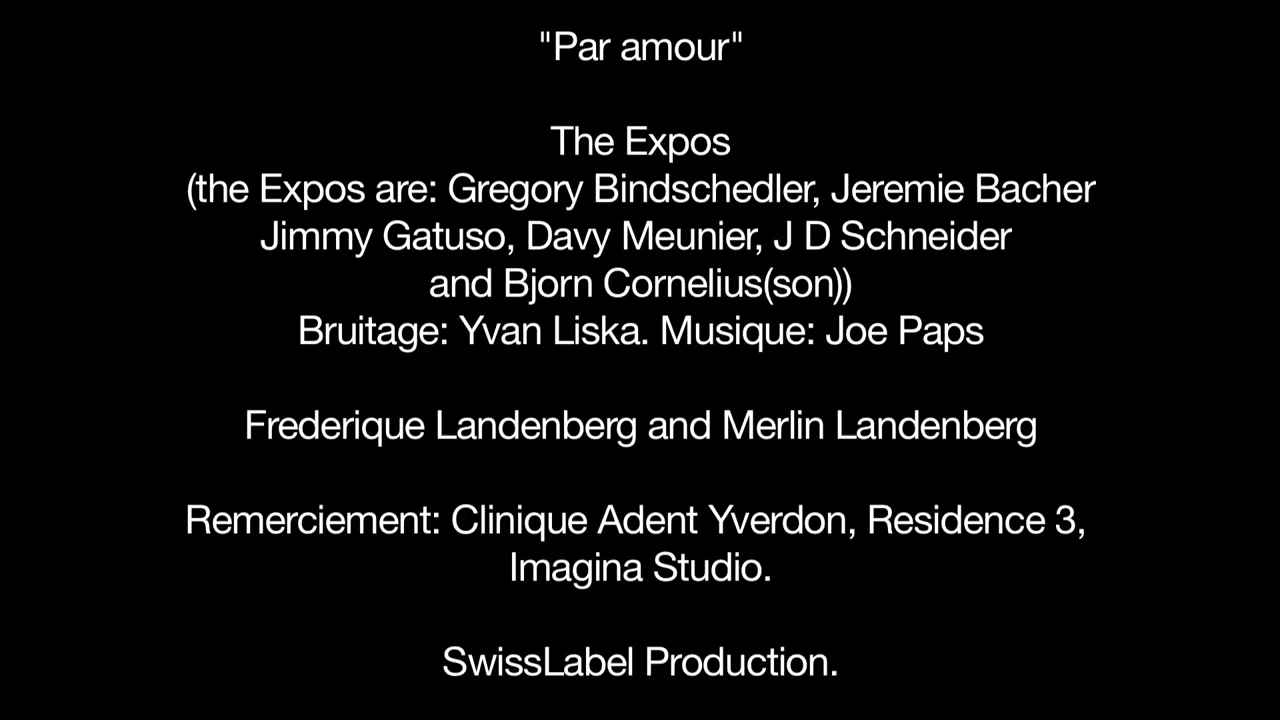 "Par amour"
The Expos
(the Expos are: Gregory Bindschedler, Jeremie Bacher
Jimmy Gatuso, Davy Meunier, J D Schneider
and Bjorn Cornelius(son))
Bruitage: Yvan Liska. Musique: Joe Paps
Frederique Landenberg and Merlin Landenberg
Remerciement: Clinique Adent Yverdon, Residence 3,
Imagina Studio.
SwissLabel Production.